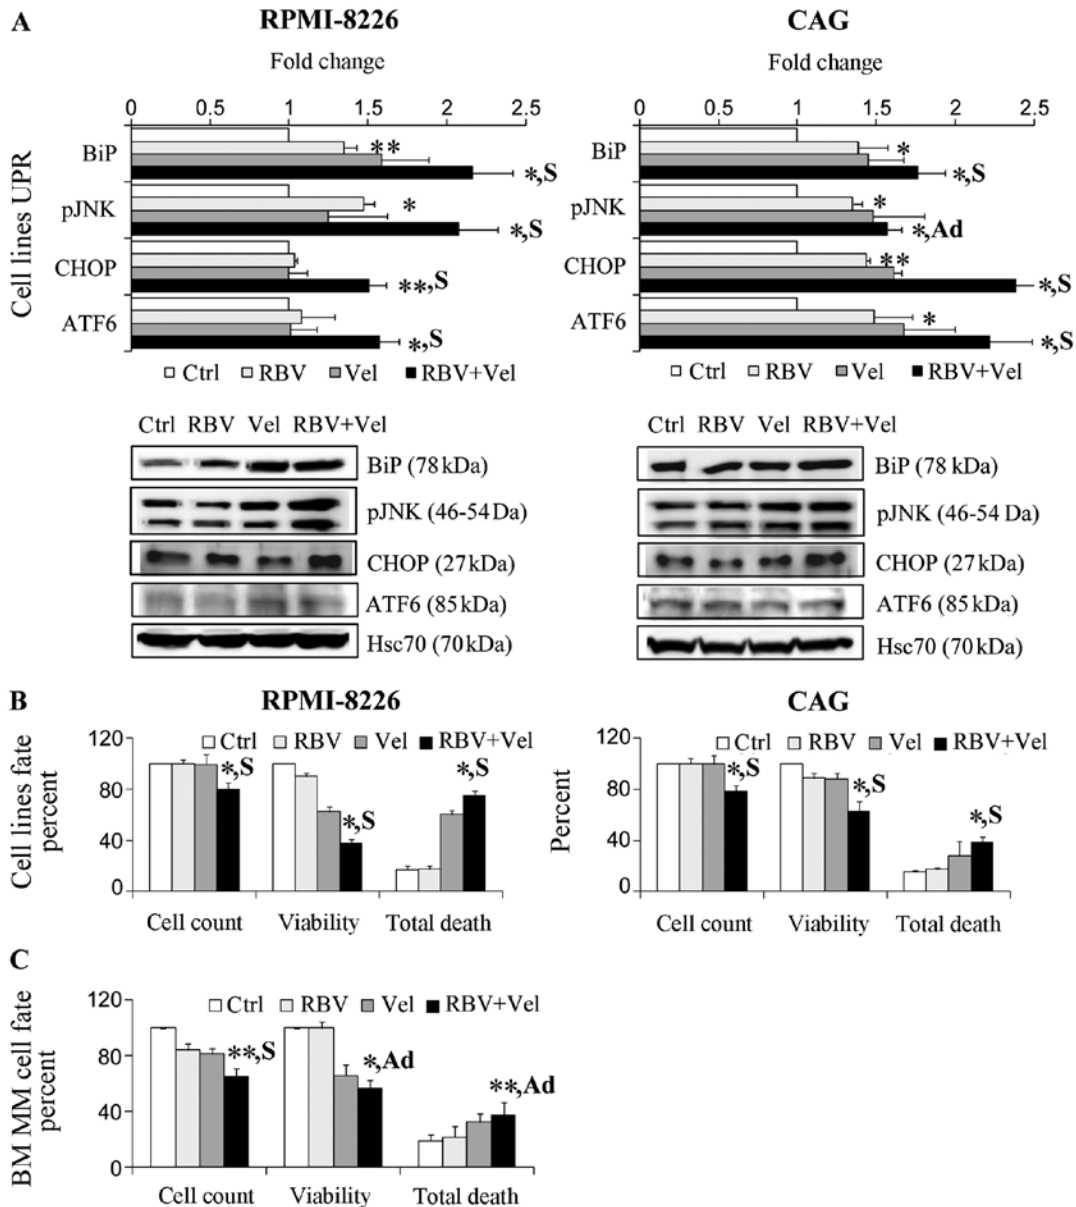 A
RPMI-8226
CAG
Fold change
Fold change
0 0.5 1 1.5 2 2.5
0 0.5 1 1.5 2 2.5
Cell lines UPR
BiP
**
*,S
pJNK
*
*,S
CHOP
**,S
ATF6
*,S
BiP
*
*,S
pJNK
*
*,Ad
CHOP
**
*,S
ATF6
*
*,S
Ctrl RBV Vel RBV+Vel
Ctrl RBV Vel RBV+Vel
Ctrl RBV Vel RBV+Vel
BiP (78 kDa)
pJNK (46-54 Da)
CHOP (27 kDa)
ATF6 (85 kDa)
Hsc70 (70 kDa)
Ctrl RBV Vel RBV+Vel
BiP (78 kDa)
pJNK (46-54 Da)
CHOP (27 kDa)
ATF6 (85 kDa)
Hsc70 (70 kDa)
B
RPMI-8226
CAG
Cell lines fate
percent
120
80
40
0
Ctrl RBV Vel RBV+Vel
*,S
*,S
*,S
Cell count Viability Total death
Percent
120
80
40
0
Ctrl RBV Vel RBV+Vel
*,S
*,S
*,S
Cell count Viability Total death
C
BM MM cell fate
percent
120
80
40
0
Ctrl RBV Vel RBV+Vel
**,S
*,Ad
**,Ad
Cell count Viability Total death